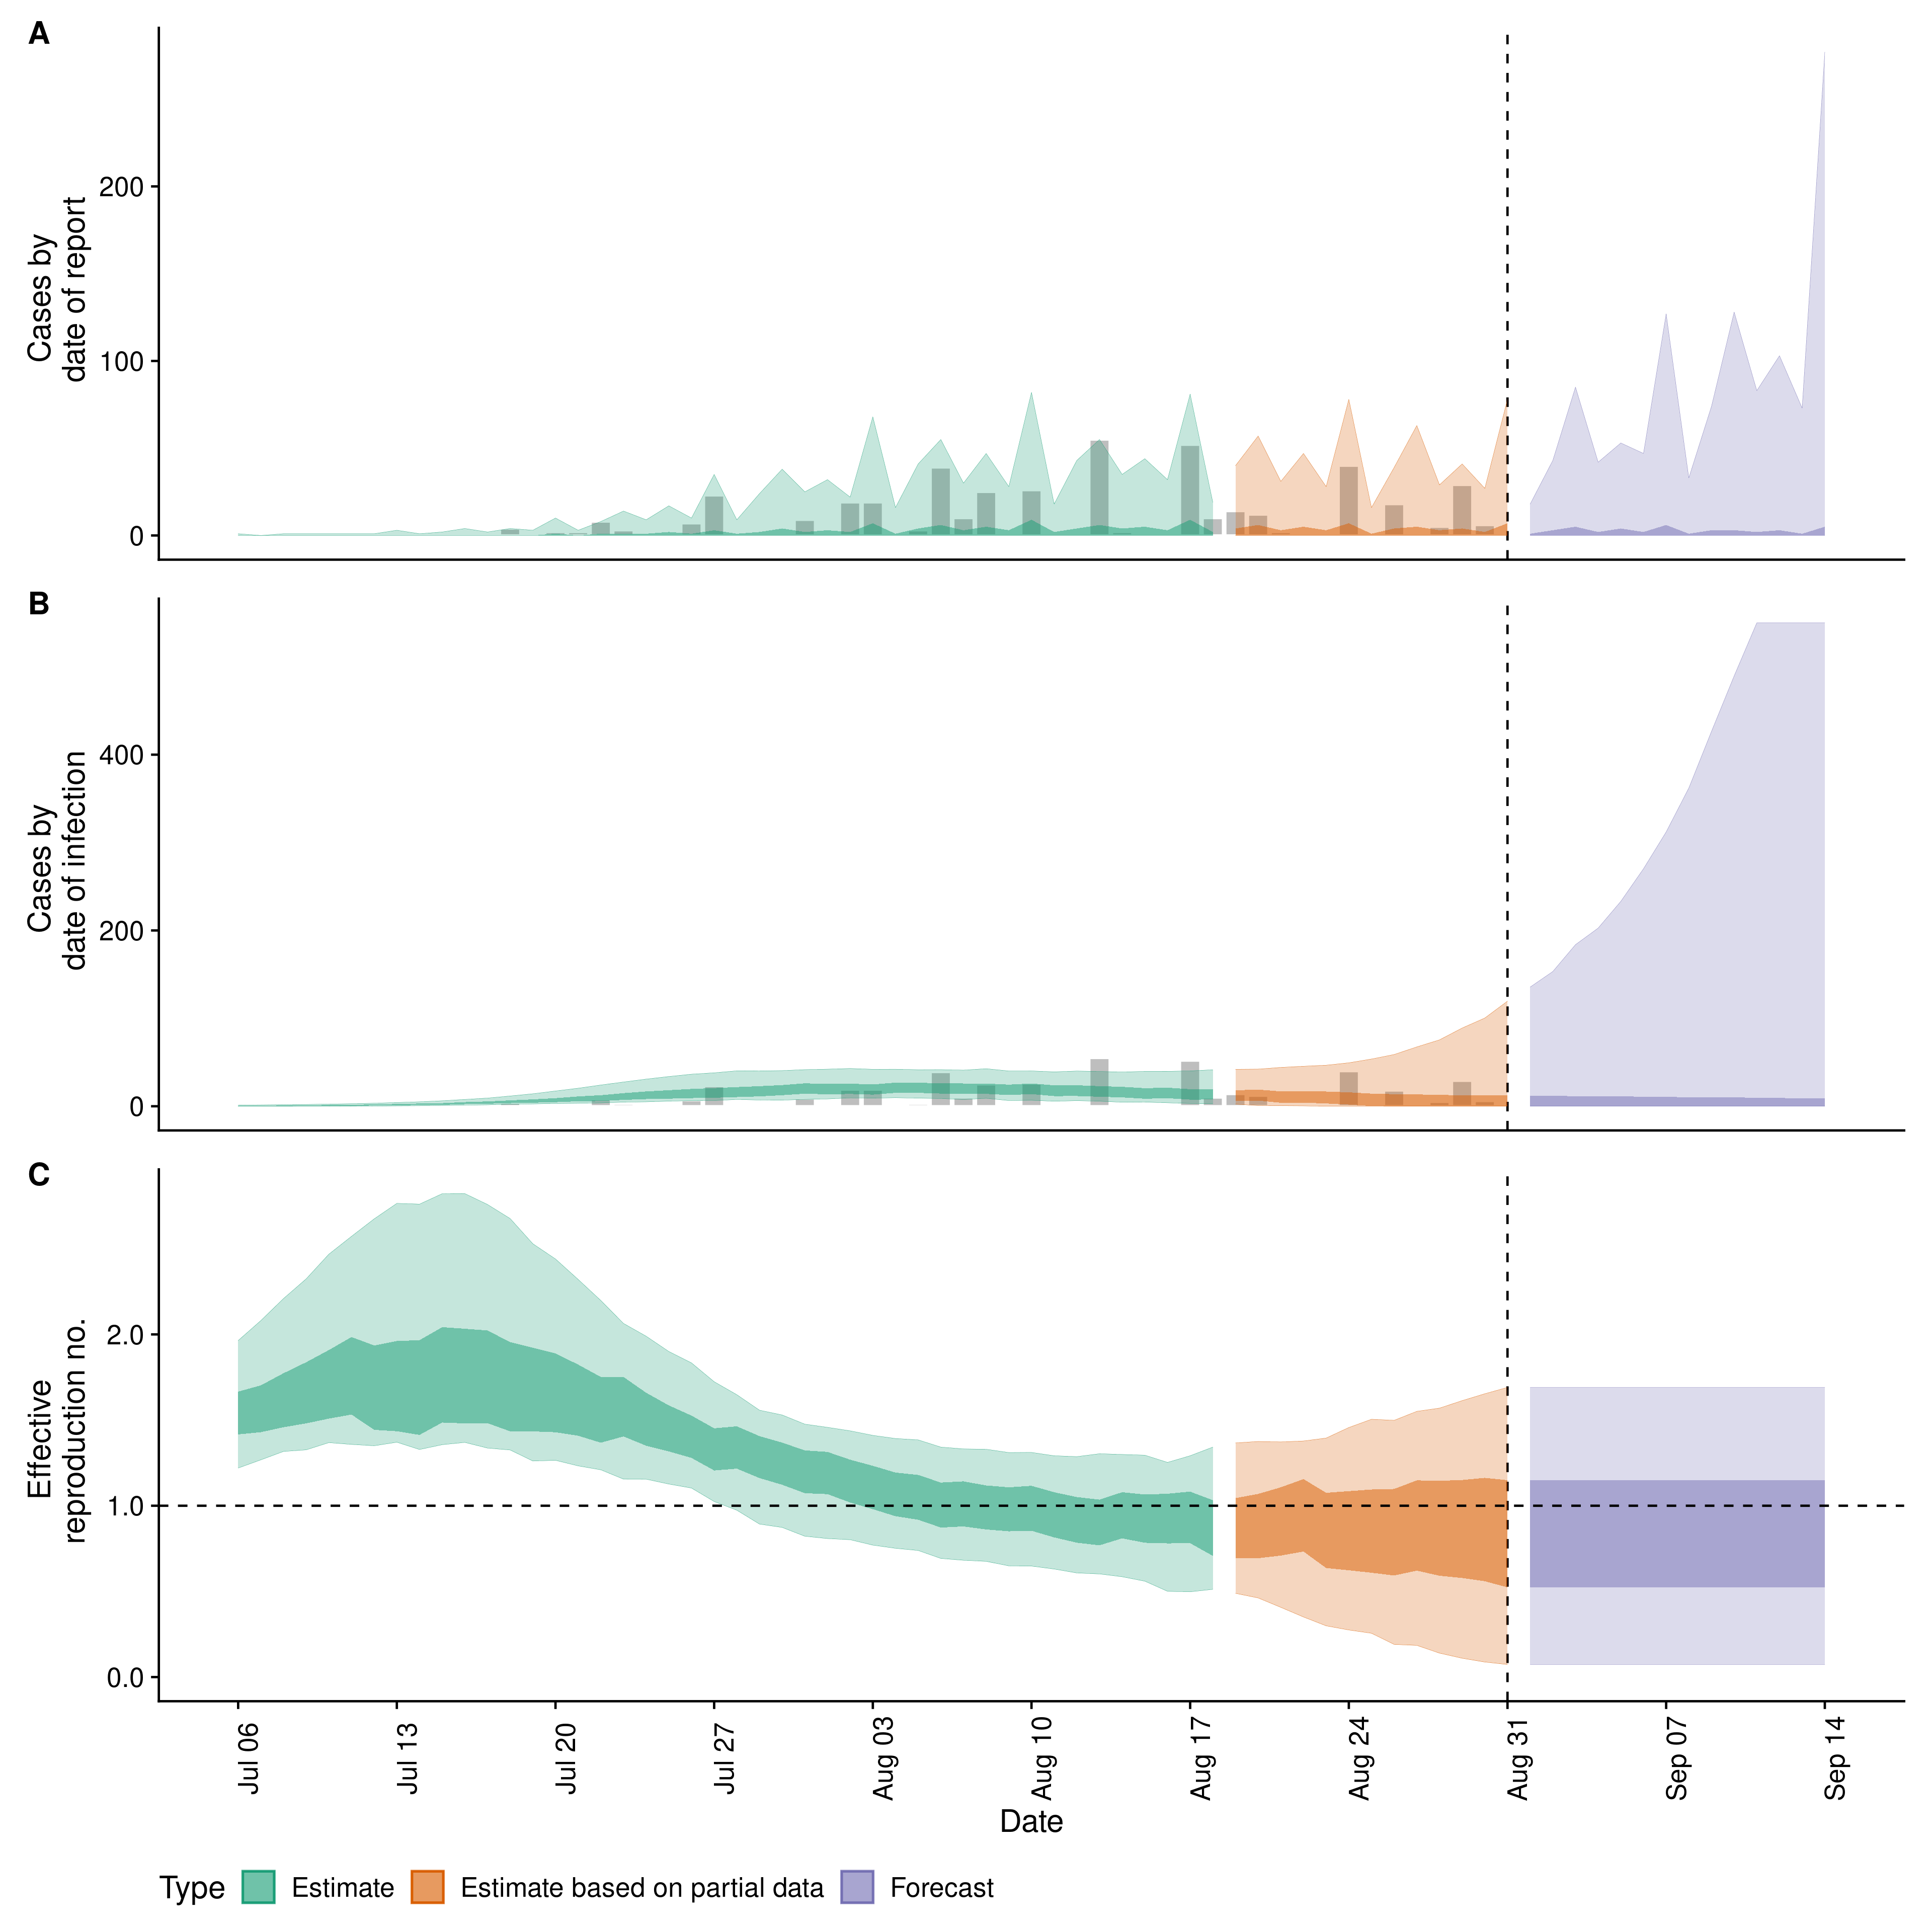 A
Cases by
date of report
200
100
0
B
Cases by
date of infection
400
200
0
C
Effective
reproduction no.
2.0
1.0
0.0
Jul 06
Jul 13
Jul 20
Jul 27
Aug 03
Aug 10
Aug 17
Aug 24
Aug 31
Sep 07
Sep 14
Date
Type
Estimate
Estimate based on partial data
Forecast